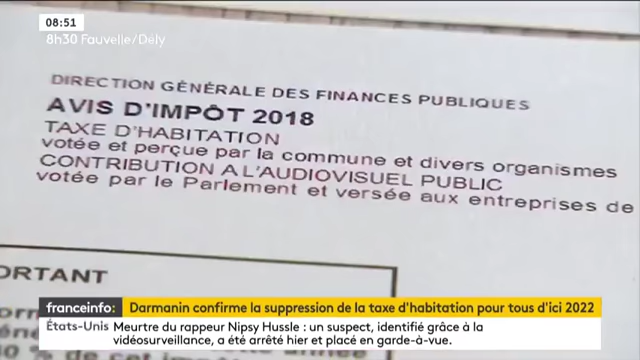 08:51
8h30 Fauvelle/Dély
DIRECTION GÉNÉRALE DES FINANCES PUBLIQUES
AVIS D'IMPÔT 2018
TAXE D'HABITATION
votée et perçue par la commune et divers organismes
CONTRIBUTION A L'AUDIOVISUEL PUBLIC
votée par le Parlement et versée aux entreprises de
ORTANT
franceinfo: Darmanin confirme la suppression de la taxe d'habitation pour tous d'ici 2022
États-Unis Meurtre du rappeur Nipsy Hussle : un suspect, identifié grâce à la
vidéosurveillance, a été arrêté hier et placé en garde-à-vue.